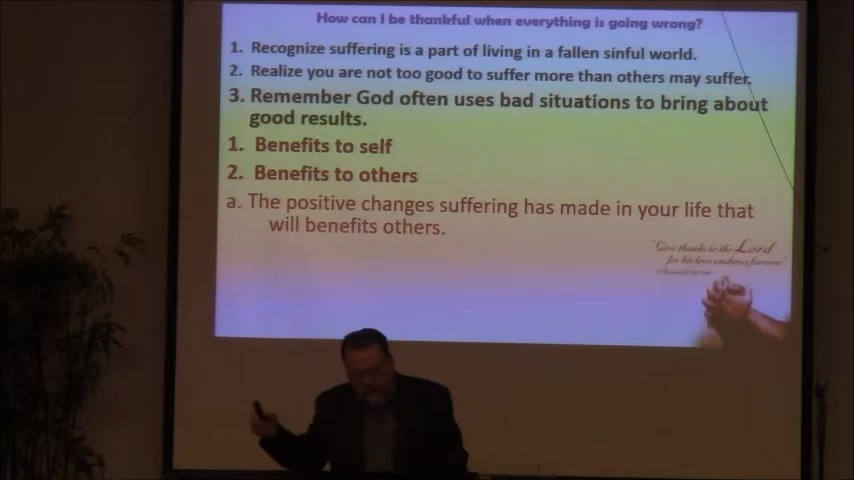 How can I be thankful when everything is going wrong?
1. Recognize suffering is a part of living in a fallen sinful world.
2. Realize you are not too good to suffer more than others may suffer.
3. Remember God often uses bad situations to bring about
good results.
1. Benefits to self
2. Benefits to others
a. The positive changes suffering has made in your life that
will benefits others.
"Give thanks to the Lord
for his love endures forever"